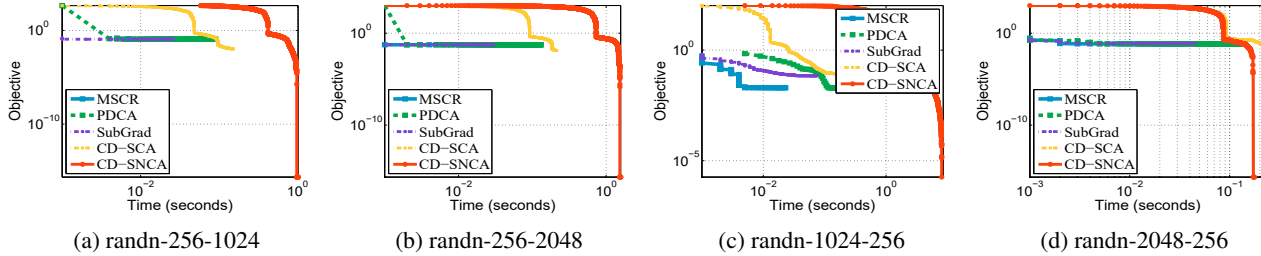 Objective
10^0
10^-10
MSCR
PDCA
SubGrad
CD-SCA
CD-SNCA
10^-2
10^0
Time (seconds)
(a) randn-256-1024
Objective
10^0
10^-10
MSCR
PDCA
SubGrad
CD-SCA
CD-SNCA
10^-2
10^0
Time (seconds)
(b) randn-256-2048
Objective
10^0
10^-5
MSCR
PDCA
SubGrad
CD-SCA
CD-SNCA
10^-2
10^0
Time (seconds)
(c) randn-1024-256
Objective
10^0
10^-10
MSCR
PDCA
SubGrad
CD-SCA
CD-SNCA
10^-3
10^-2
10^-1
Time (seconds)
(d) randn-2048-256